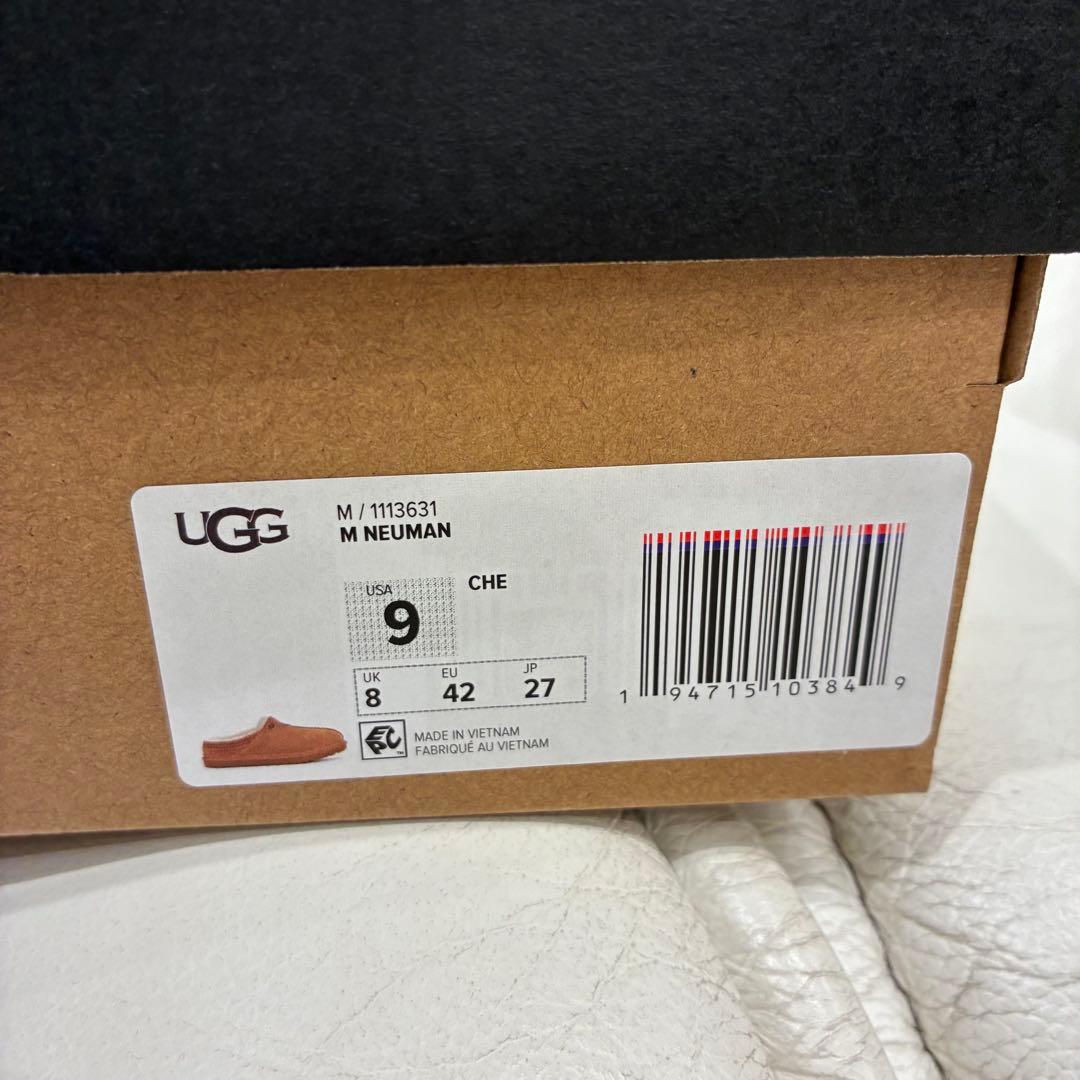 UGG
M / 1113631
M NEUMAN
USA
9
CHE
UK 8
EU 42
JP 27
EPC™
MADE IN VIETNAM
FABRIQUÉ AU VIETNAM
1 94715 10384 9